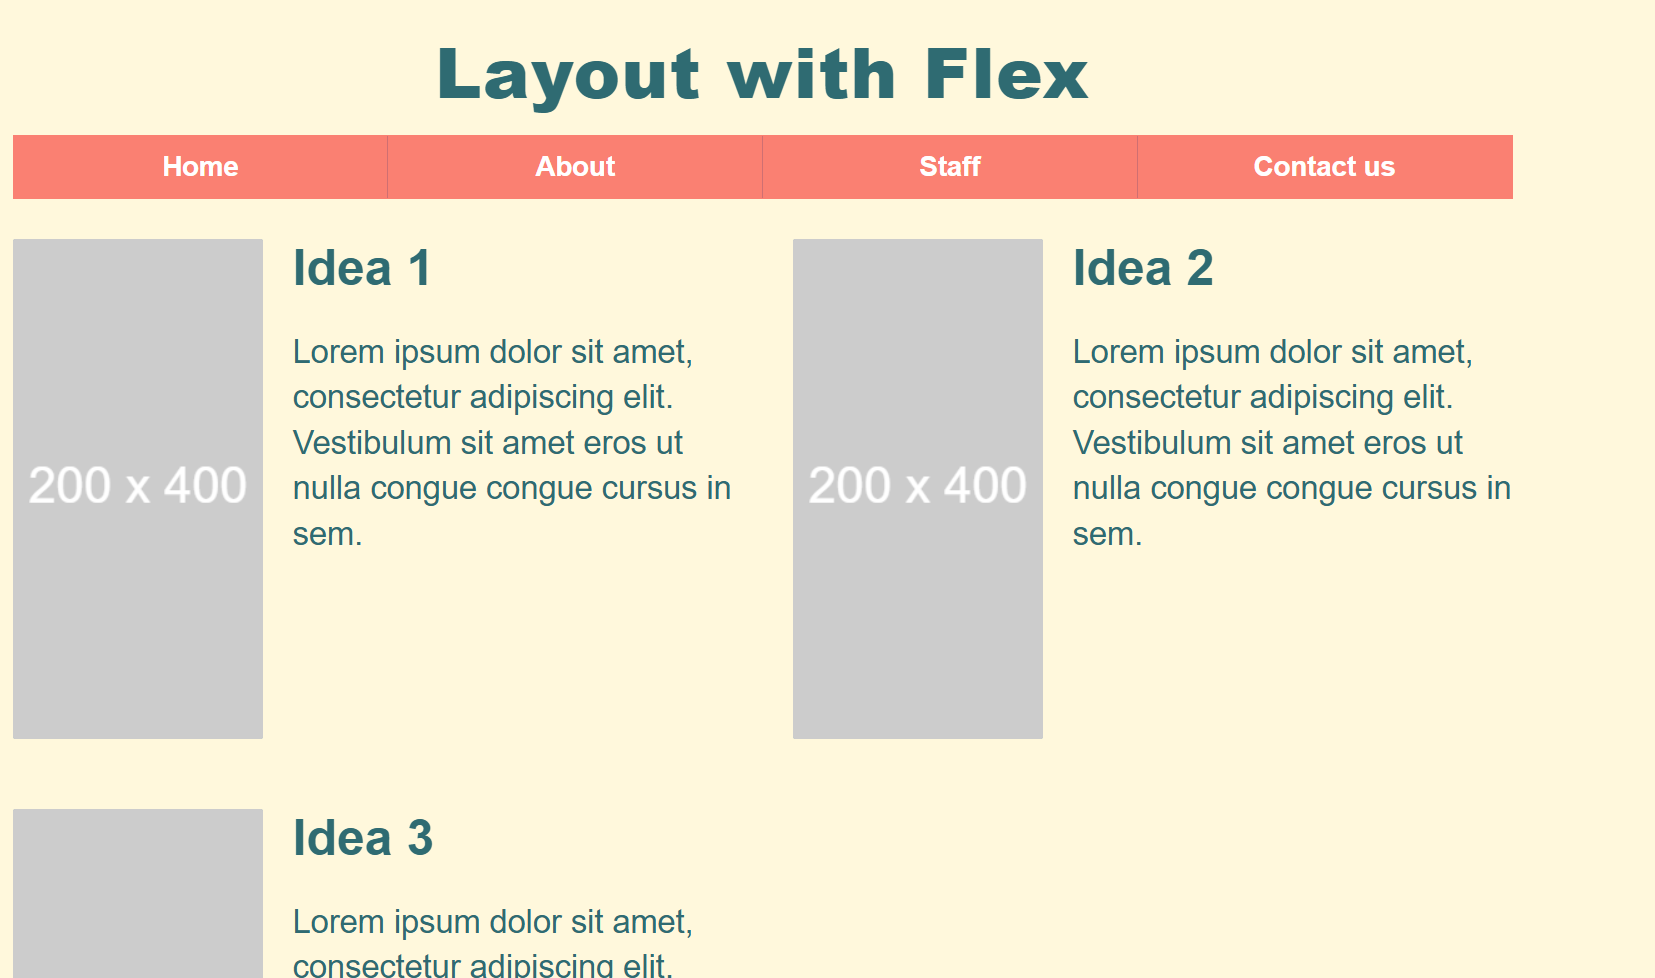 Layout with Flex
Home About Staff Contact us
Idea 1
200 x 400
Lorem ipsum dolor sit amet,
consectetur adipiscing elit.
Vestibulum sit amet eros ut
nulla congue congue cursus in
sem.
Idea 2
200 x 400
Lorem ipsum dolor sit amet,
consectetur adipiscing elit.
Vestibulum sit amet eros ut
nulla congue congue cursus in
sem.
Idea 3
Lorem ipsum dolor sit amet,
consectetur adipiscing elit.